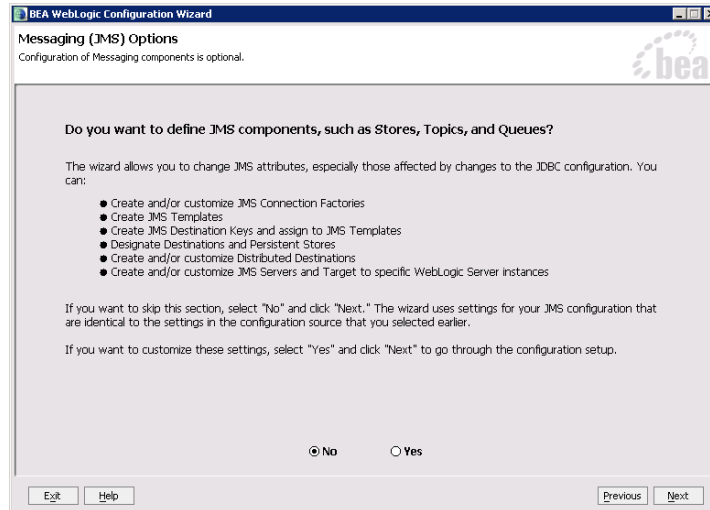 BEA WebLogic Configuration Wizard
Messaging (JMS) Options
Configuration of Messaging components is optional.
bea
Do you want to define JMS components, such as Stores, Topics, and Queues?
The wizard allows you to change JMS attributes, especially those affected by changes to the JDBC configuration. You
can:
Create and/or customize JMS Connection Factories
Create JMS Templates
Create JMS Destination Keys and assign to JMS Templates
Designate Destinations and Persistent Stores
Create and/or customize Distributed Destinations
Create and/or customize JMS Servers and Target to specific WebLogic Server instances
If you want to skip this section, select "No" and click "Next." The wizard uses settings for your JMS configuration that
are identical to the settings in the configuration source that you selected earlier.
If you want to customize these settings, select "Yes" and click "Next" to go through the configuration setup.
No Yes
Exit Help Previous Next